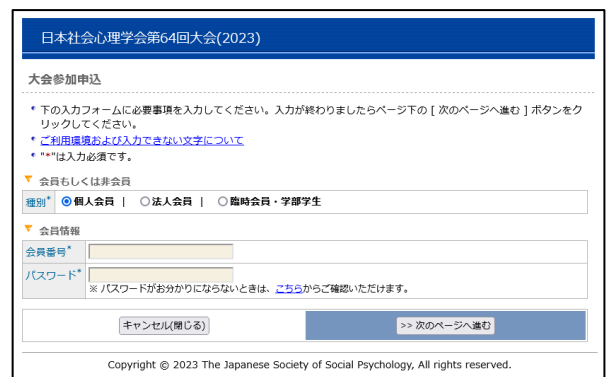 日本社会心理学会第64回大会(2023)
大会参加申込
下の入力フォームに必要事項を入力してください。入力が終わりましたらページ下の [ 次のページへ進む ] ボタンをク
リックしてください。
ご利用環境および入力できない文字について
"*"は入力必須です。
会員もしくは非会員
種別* 個人会員 | 法人会員 | 臨時会員・学部学生
会員情報
会員番号*
パスワード*
※ パスワードがお分かりにならないときは、こちらからご確認いただけます。
キャンセル(閉じる) >> 次のページへ進む
Copyright © 2023 The Japanese Society of Social Psychology, All rights reserved.